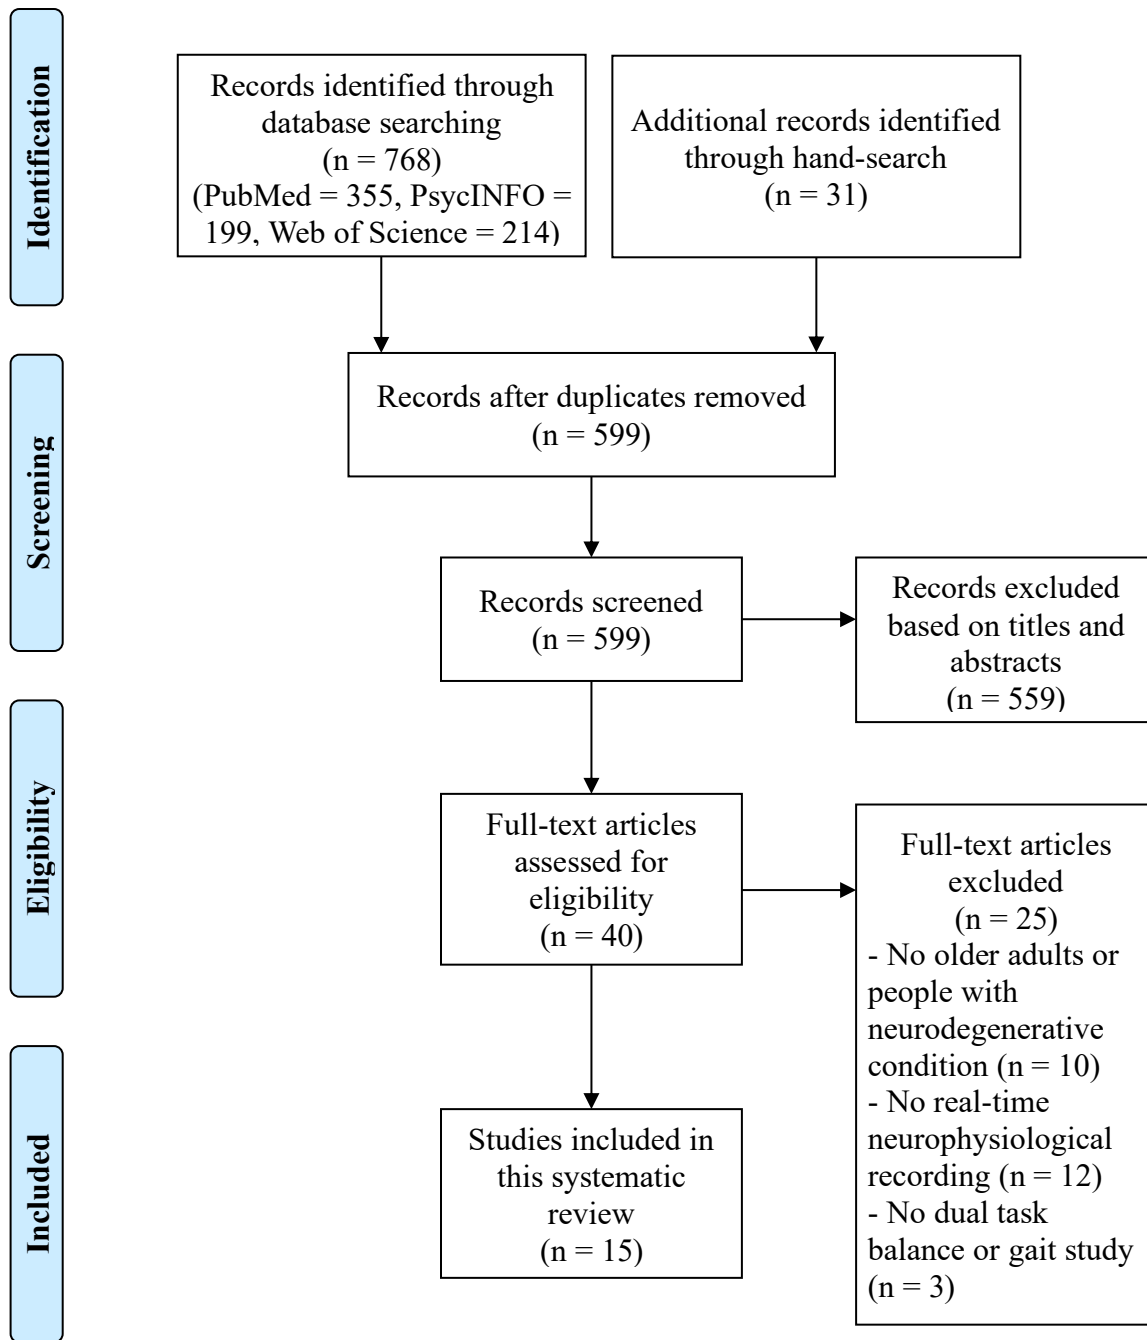 Identification
Records identified through
database searching
(n = 768)
(PubMed = 355, PsycINFO =
199, Web of Science = 214)
Additional records identified
through hand-search
(n = 31)
Screening
Records after duplicates removed
(n = 599)
Records screened
(n = 599)
Records excluded
based on titles and
abstracts
(n = 559)
Eligibility
Full-text articles
assessed for
eligibility
(n = 40)
Full-text articles
excluded
(n = 25)
- No older adults or
people with
neurodegenerative
condition (n = 10)
- No real-time
neurophysiological
recording (n = 12)
- No dual task
balance or gait study
(n = 3)
Included
Studies included in
this systematic
review
(n = 15)